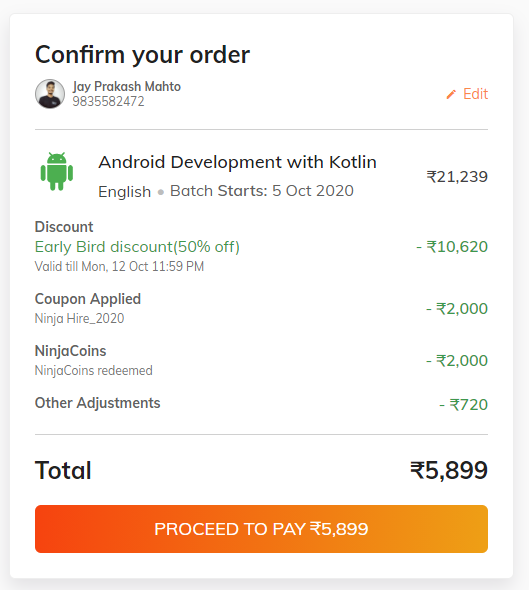 Confirm your order
Jay Prakash Mahto
9835582472
Edit
Android Development with Kotlin
English • Batch Starts: 5 Oct 2020
₹21,239
Discount
Early Bird discount(50% off)
- ₹10,620
Valid till Mon, 12 Oct 11:59 PM
Coupon Applied
Ninja Hire_2020
- ₹2,000
NinjaCoins
NinjaCoins redeemed
- ₹2,000
Other Adjustments
- ₹720
Total
₹5,899
PROCEED TO PAY ₹5,899